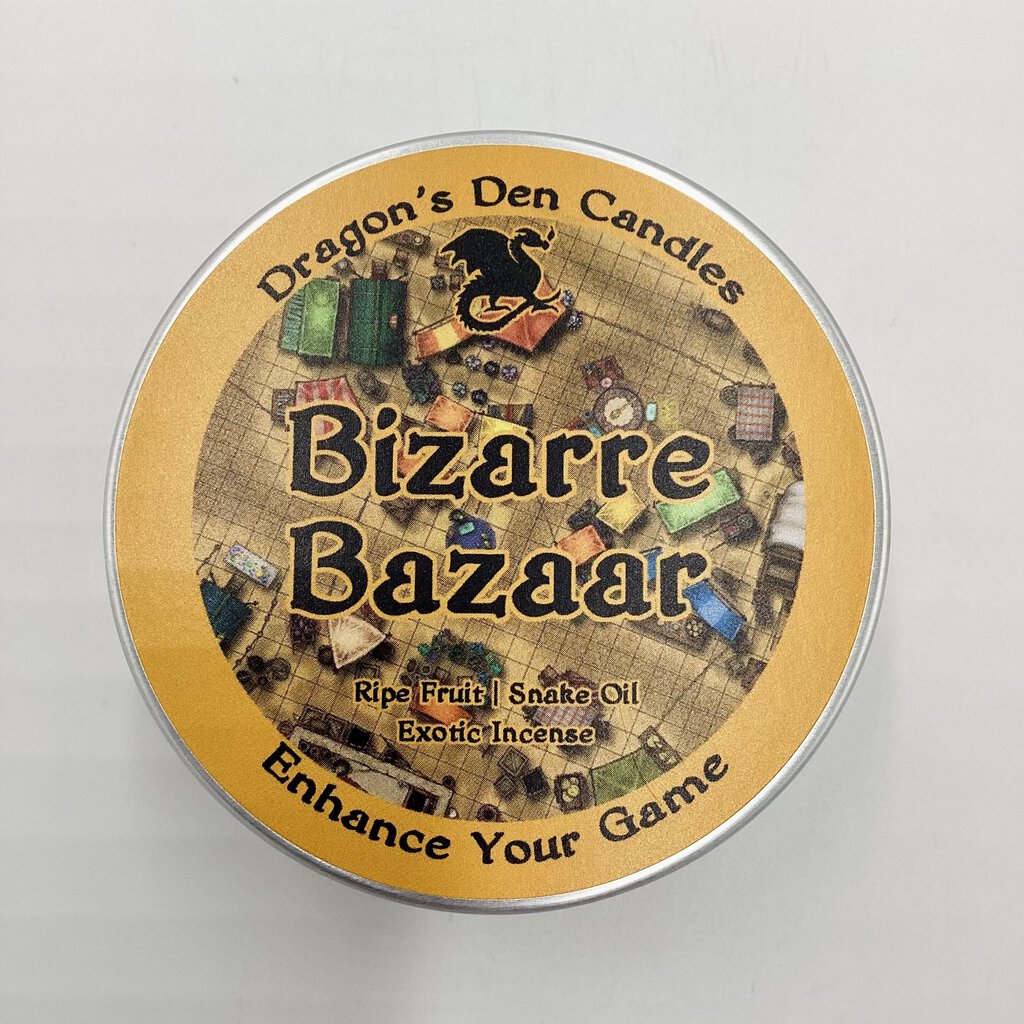 Dragon's Den Candles
Bizarre
Bazaar
Ripe Fruit | Snake Oil
Exotic Incense
Enhance Your Game